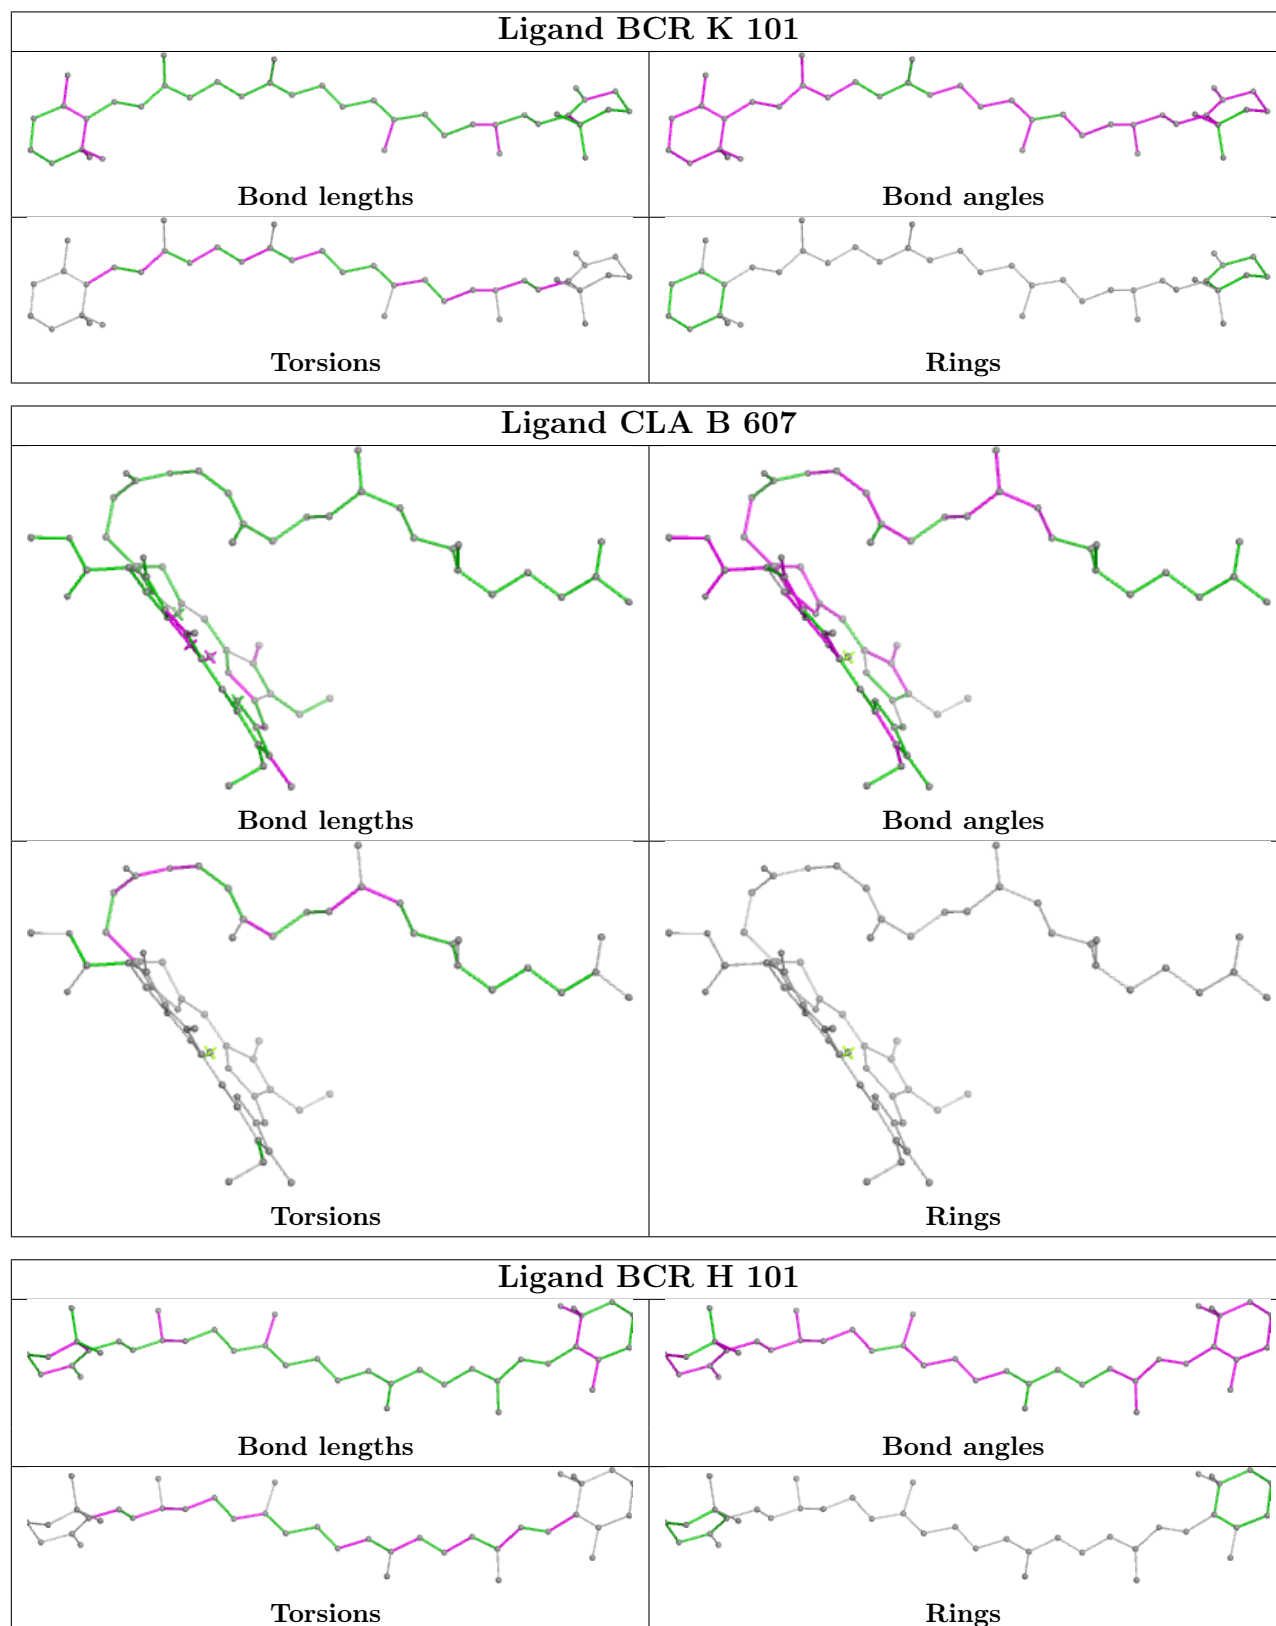 Ligand BCR K 101
Bond lengths
Bond angles
Torsions
Rings
Ligand CLA B 607
Bond lengths
Bond angles
Torsions
Rings
Ligand BCR H 101
Bond lengths
Bond angles
Torsions
Rings